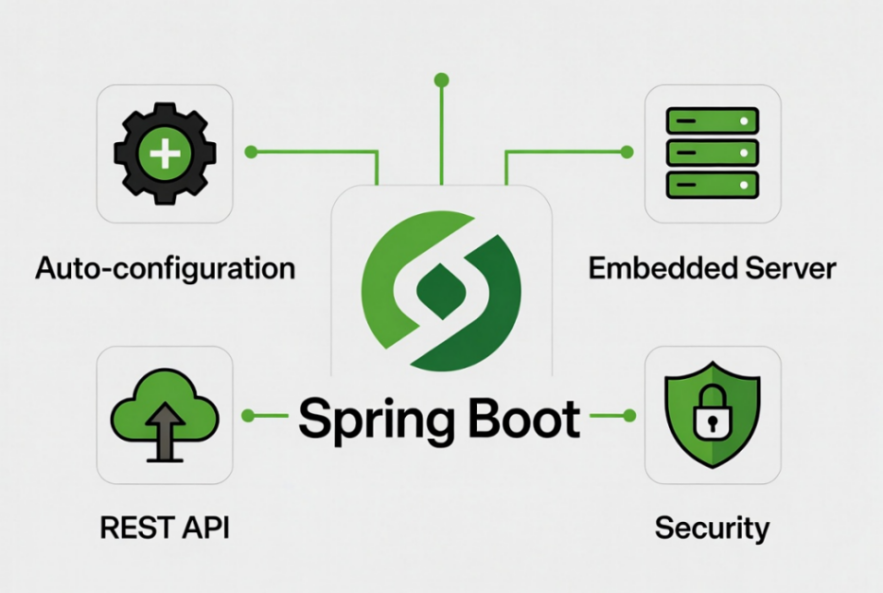 Auto-configuration
Embedded Server
Spring Boot
REST API
Security